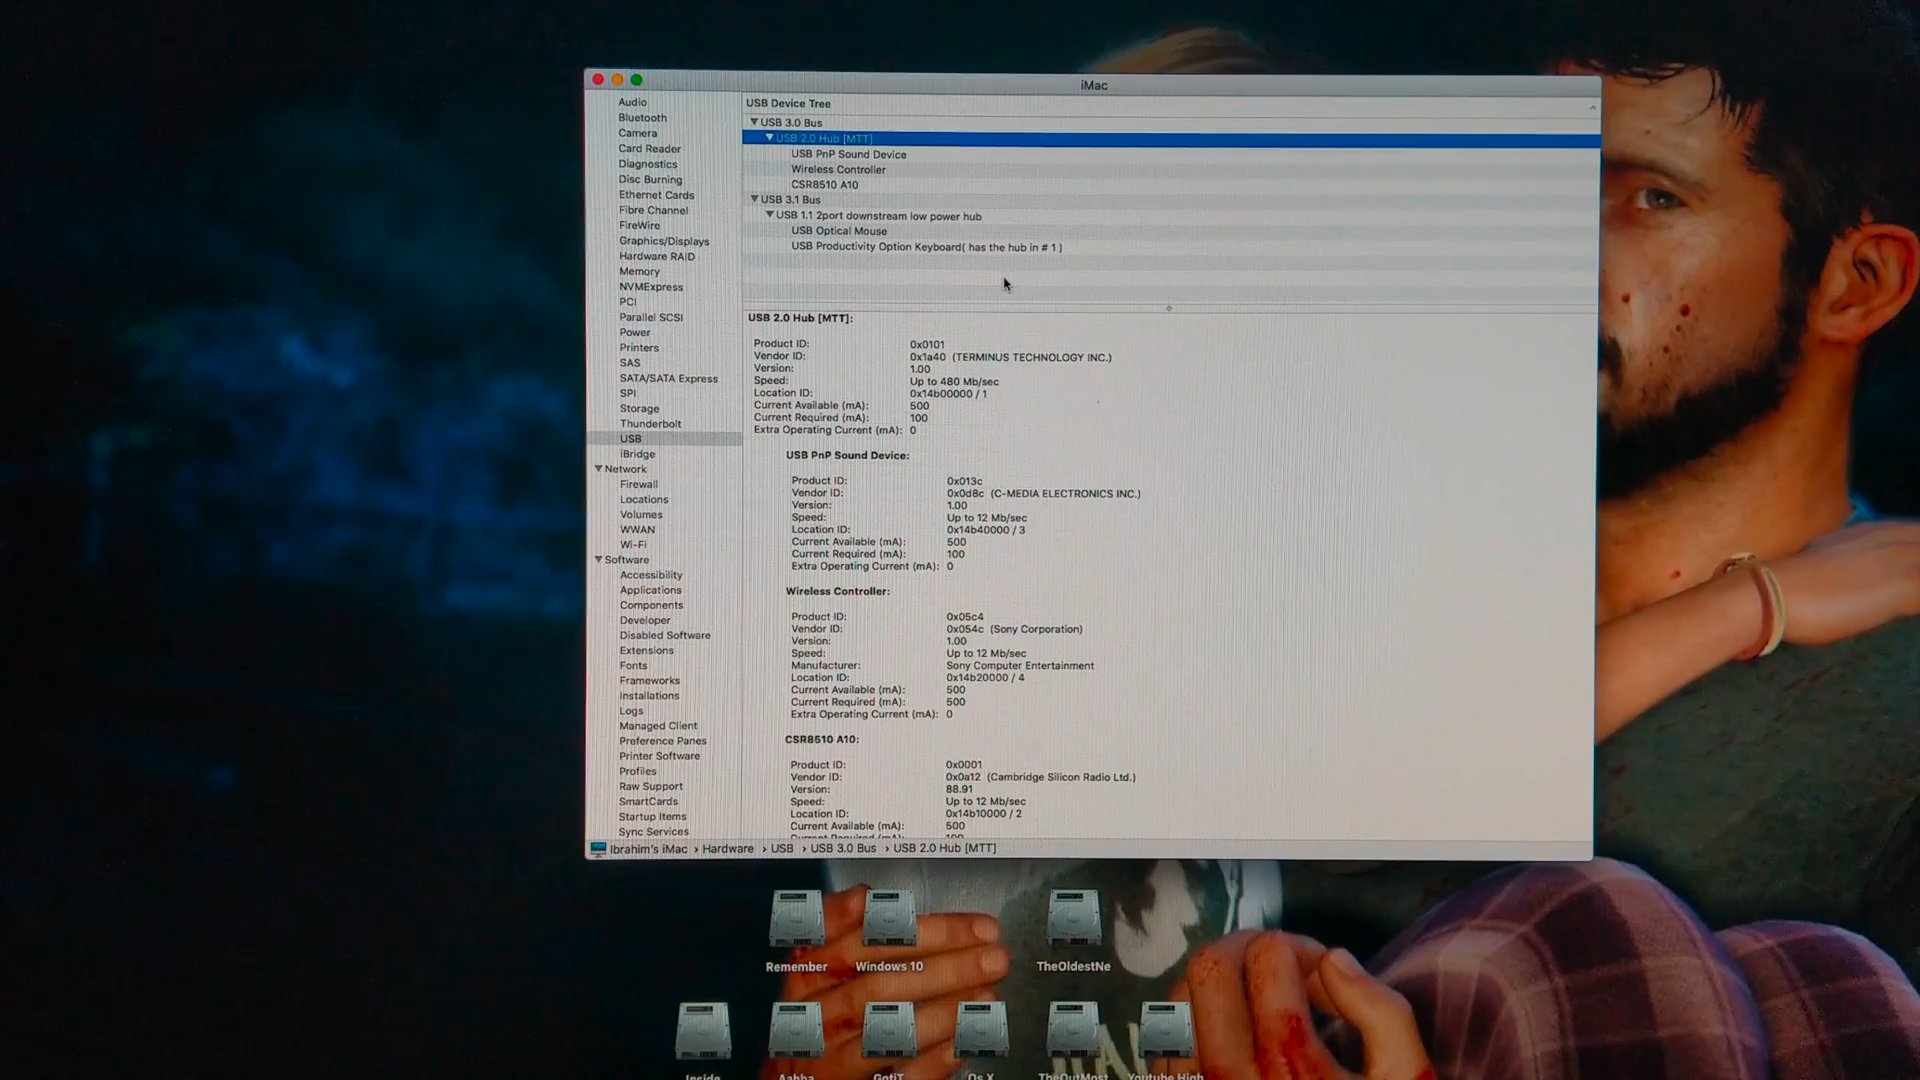 iMac
Audio
Bluetooth
Camera
Card Reader
Diagnostics
Disc Burning
Ethernet Cards
Fibre Channel
FireWire
Graphics/Displays
Hardware RAID
Memory
NVMExpress
PCI
Parallel SCSI
Power
Printers
SAS
SATA/SATA Express
SPI
Storage
Thunderbolt
USB
iBridge
Network
Firewall
Locations
Volumes
WWAN
Wi-Fi
Software
Accessibility
Applications
Components
Developer
Disabled Software
Extensions
Fonts
Frameworks
Installations
Logs
Managed Client
Preference Panes
Printer Software
Profiles
Raw Support
SmartCards
Startup Items
Sync Services
USB Device Tree
USB 3.0 Bus
USB 2.0 Hub [MTT]
USB PnP Sound Device
Wireless Controller
CSR8510 A10
USB 3.1 Bus
USB 1.1 2port downstream low power hub
USB Optical Mouse
USB Productivity Option Keyboard( has the hub in # 1 )
USB 2.0 Hub [MTT]:
Product ID: 0x0101
Vendor ID: 0x1a40 (TERMINUS TECHNOLOGY INC.)
Version: 1.00
Speed: Up to 480 Mb/sec
Location ID: 0x14b00000 / 1
Current Available (mA): 500
Current Required (mA): 100
Extra Operating Current (mA): 0
USB PnP Sound Device:
Product ID: 0x013c
Vendor ID: 0x0d8c (C-MEDIA ELECTRONICS INC.)
Version: 1.00
Speed: Up to 12 Mb/sec
Location ID: 0x14b40000 / 3
Current Available (mA): 500
Current Required (mA): 100
Extra Operating Current (mA): 0
Wireless Controller:
Product ID: 0x05c4
Vendor ID: 0x054c (Sony Corporation)
Version: 1.00
Speed: Up to 12 Mb/sec
Manufacturer: Sony Computer Entertainment
Location ID: 0x14b20000 / 4
Current Available (mA): 500
Current Required (mA): 500
Extra Operating Current (mA): 0
CSR8510 A10:
Product ID: 0x0001
Vendor ID: 0x0a12 (Cambridge Silicon Radio Ltd.)
Version: 88.91
Speed: Up to 12 Mb/sec
Location ID: 0x14b10000 / 2
Current Available (mA): 500
Current Required (mA): 100
Ibrahim's iMac › Hardware › USB › USB 3.0 Bus › USB 2.0 Hub [MTT]
Remember
Windows 10
TheOldestNe
Inside
Aahba
GotiT
Os X
TheOutMost
Youtube High